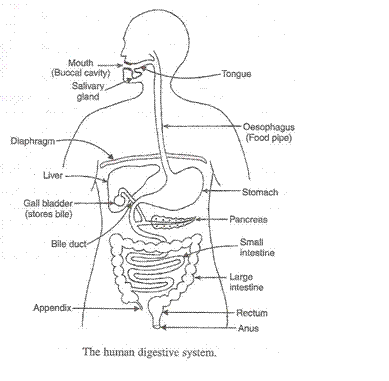 Mouth
(Buccal cavity)
Tongue
Salivary
gland
Oesophagus
(Food pipe)
Diaphragm
Liver
Stomach
Gall bladder
(stores bile)
Pancreas
Bile duct
Small
intestine
Large
intestine
Appendix
Rectum
Anus
The human digestive system.